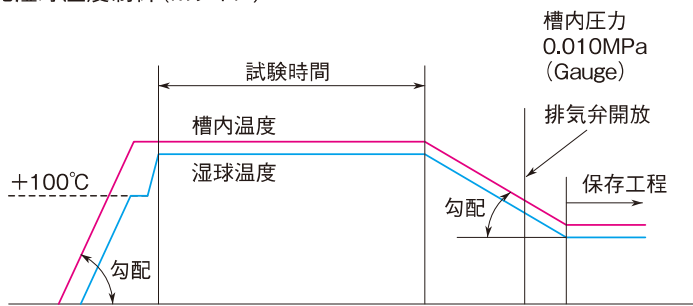 槽内圧力
0.010MPa
(Gauge)
試験時間
排気弁開放
槽内温度
湿球温度
+100℃
保存工程
勾配
勾配